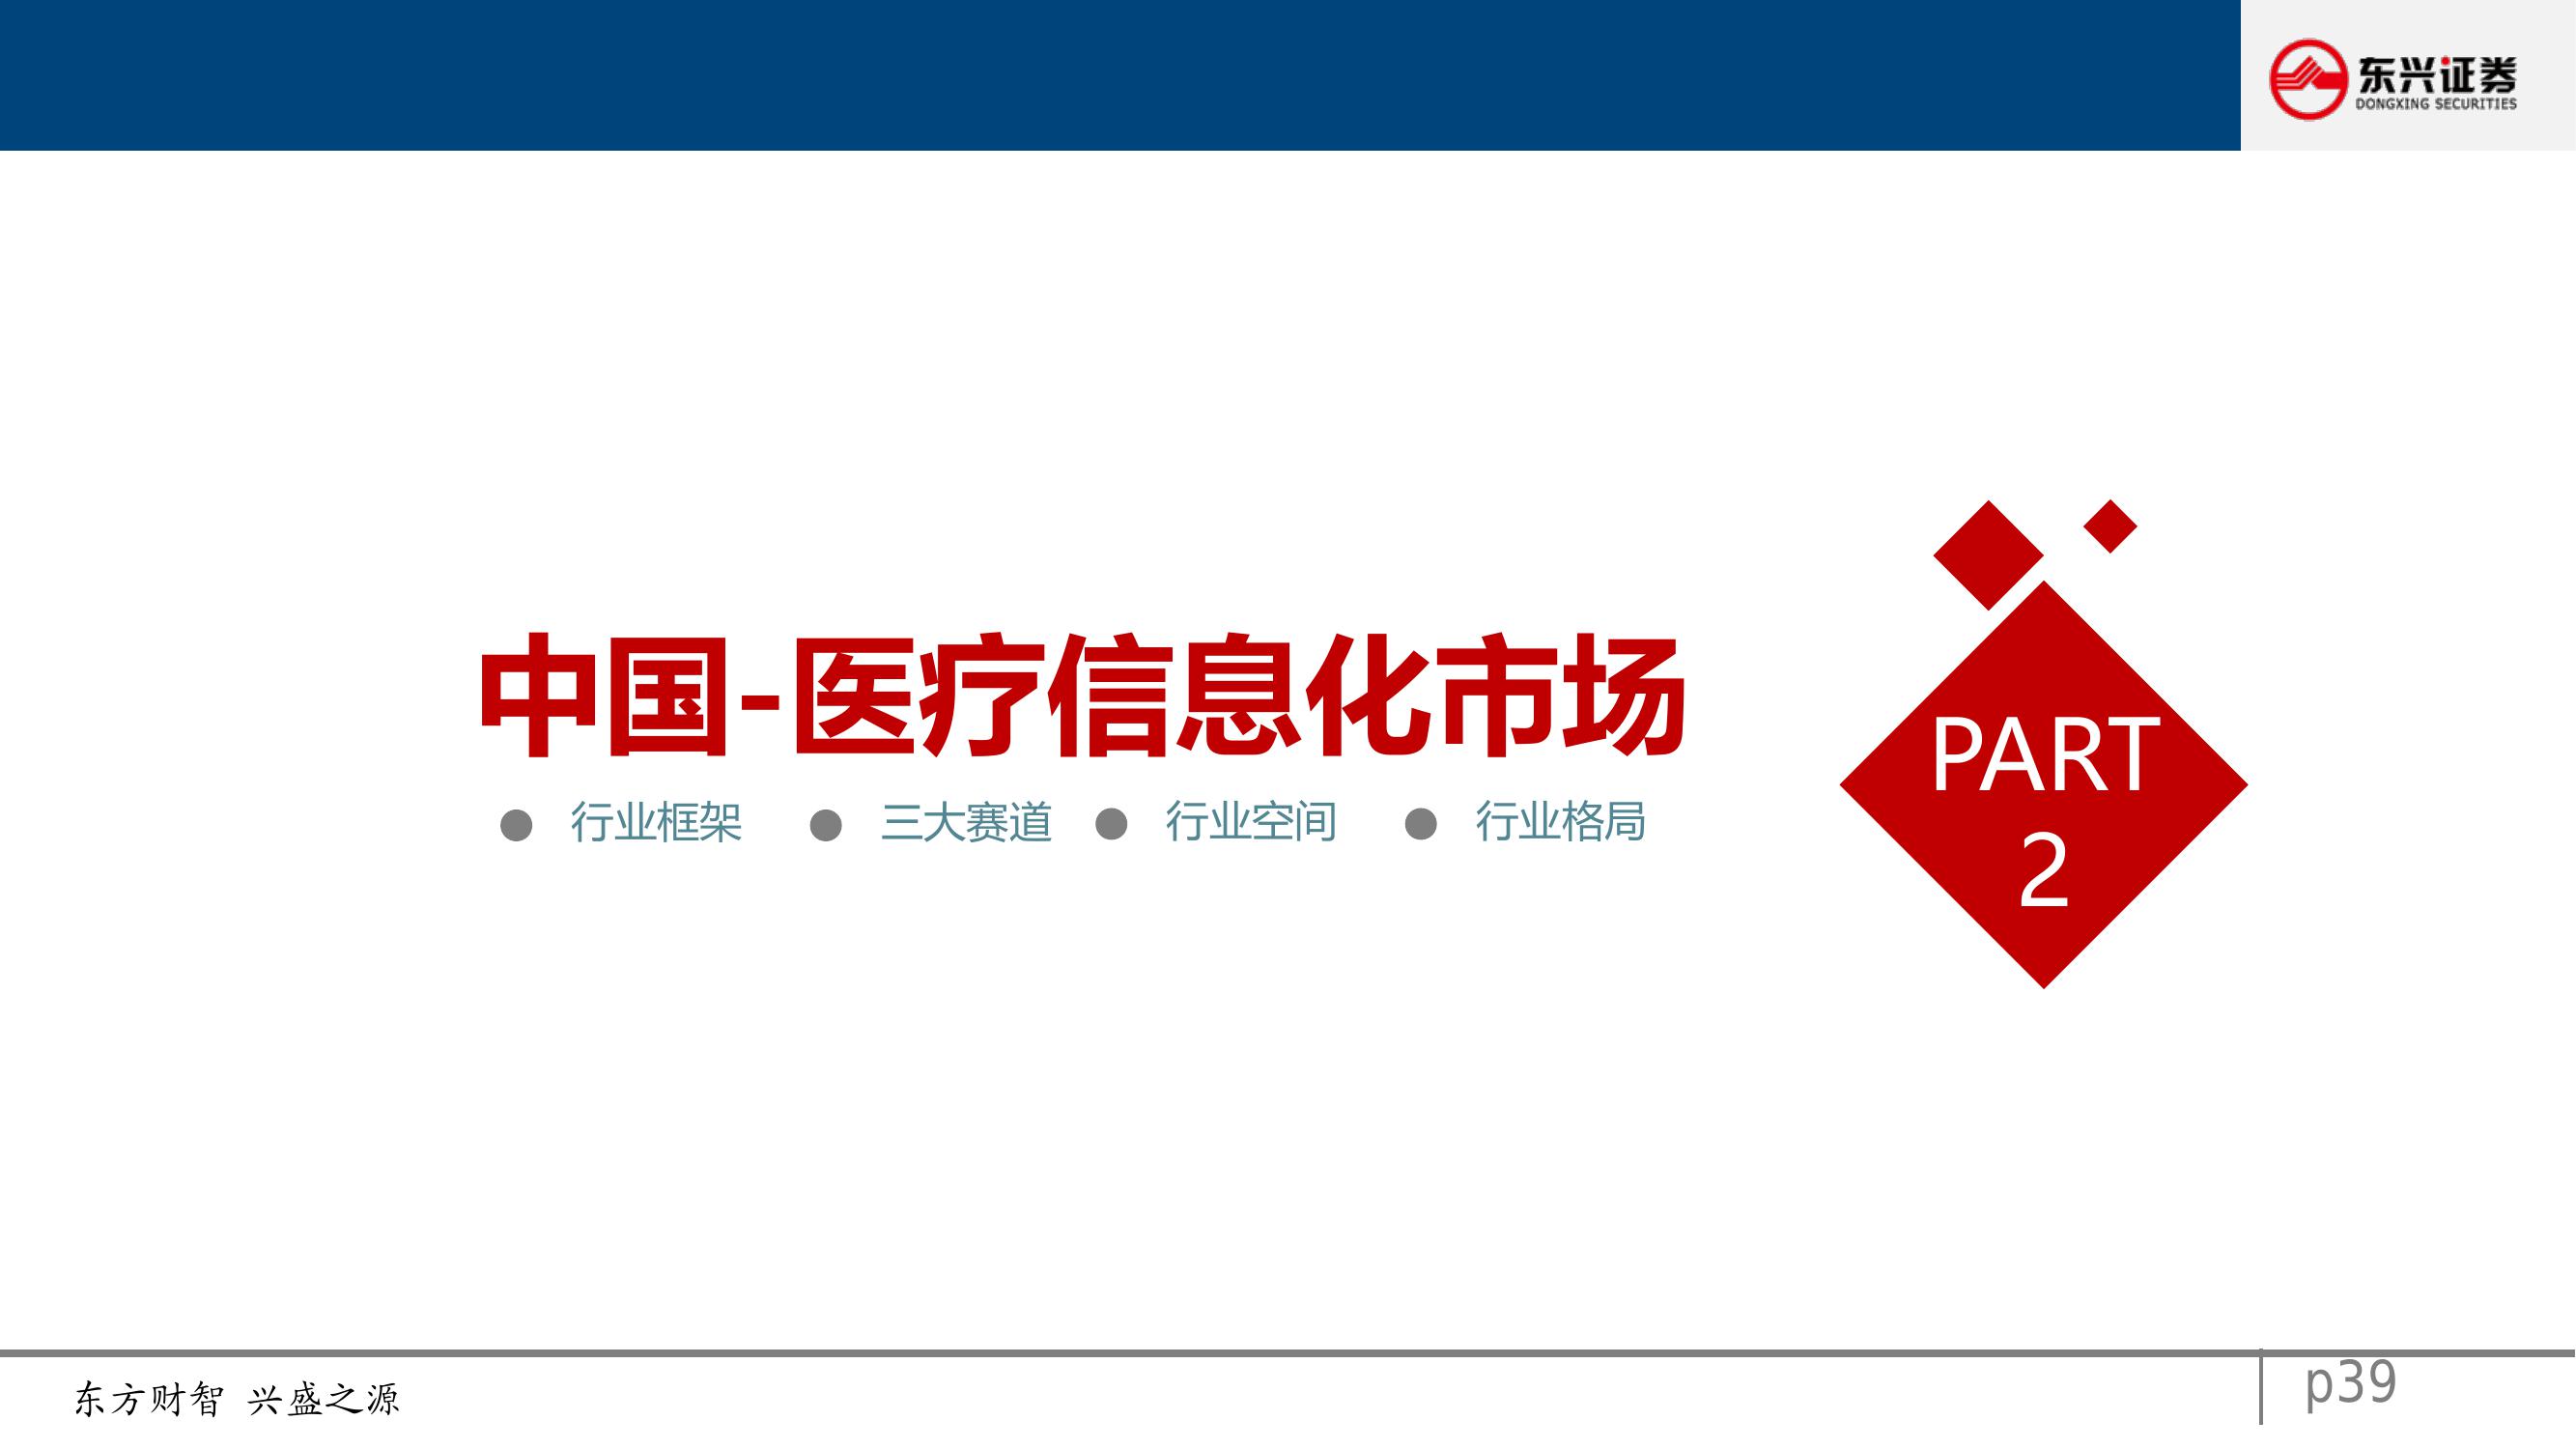 东兴证券
DONGXING SECURITIES
中国-医疗信息化市场
行业框架 三大赛道 行业空间 行业格局
PART
2
东方财智 兴盛之源
p39